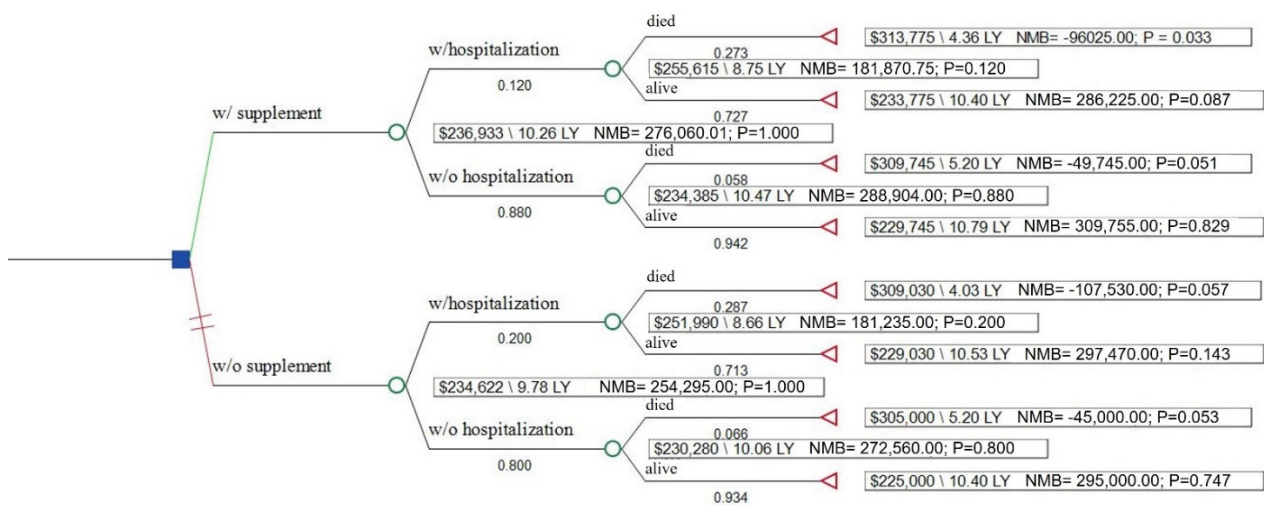 died
$313,775 \ 4.36 LY NMB= -96025.00; P = 0.033
w/hospitalization
0.273
$255,615 \ 8.75 LY NMB= 181,870.75; P=0.120
0.120
alive
$233,775 \ 10.40 LY NMB= 286,225.00; P=0.087
w/ supplement
0.727
$236,933 \ 10.26 LY NMB= 276,060.01; P=1.000
died
$309,745 \ 5.20 LY NMB= -49,745.00; P=0.051
w/o hospitalization
0.058
$234,385 \ 10.47 LY NMB= 288,904.00; P=0.880
0.880
alive
$229,745 \ 10.79 LY NMB= 309,755.00; P=0.829
0.942
died
$309,030 \ 4.03 LY NMB= -107,530.00; P=0.057
w/hospitalization
0.287
$251,990 \ 8.66 LY NMB= 181,235.00; P=0.200
0.200
alive
$229,030 \ 10.53 LY NMB= 297,470.00; P=0.143
w/o supplement
0.713
$234,622 \ 9.78 LY NMB= 254,295.00; P=1.000
died
$305,000 \ 5.20 LY NMB= -45,000.00; P=0.053
w/o hospitalization
0.066
$230,280 \ 10.06 LY NMB= 272,560.00; P=0.800
0.800
alive
$225,000 \ 10.40 LY NMB= 295,000.00; P=0.747
0.934